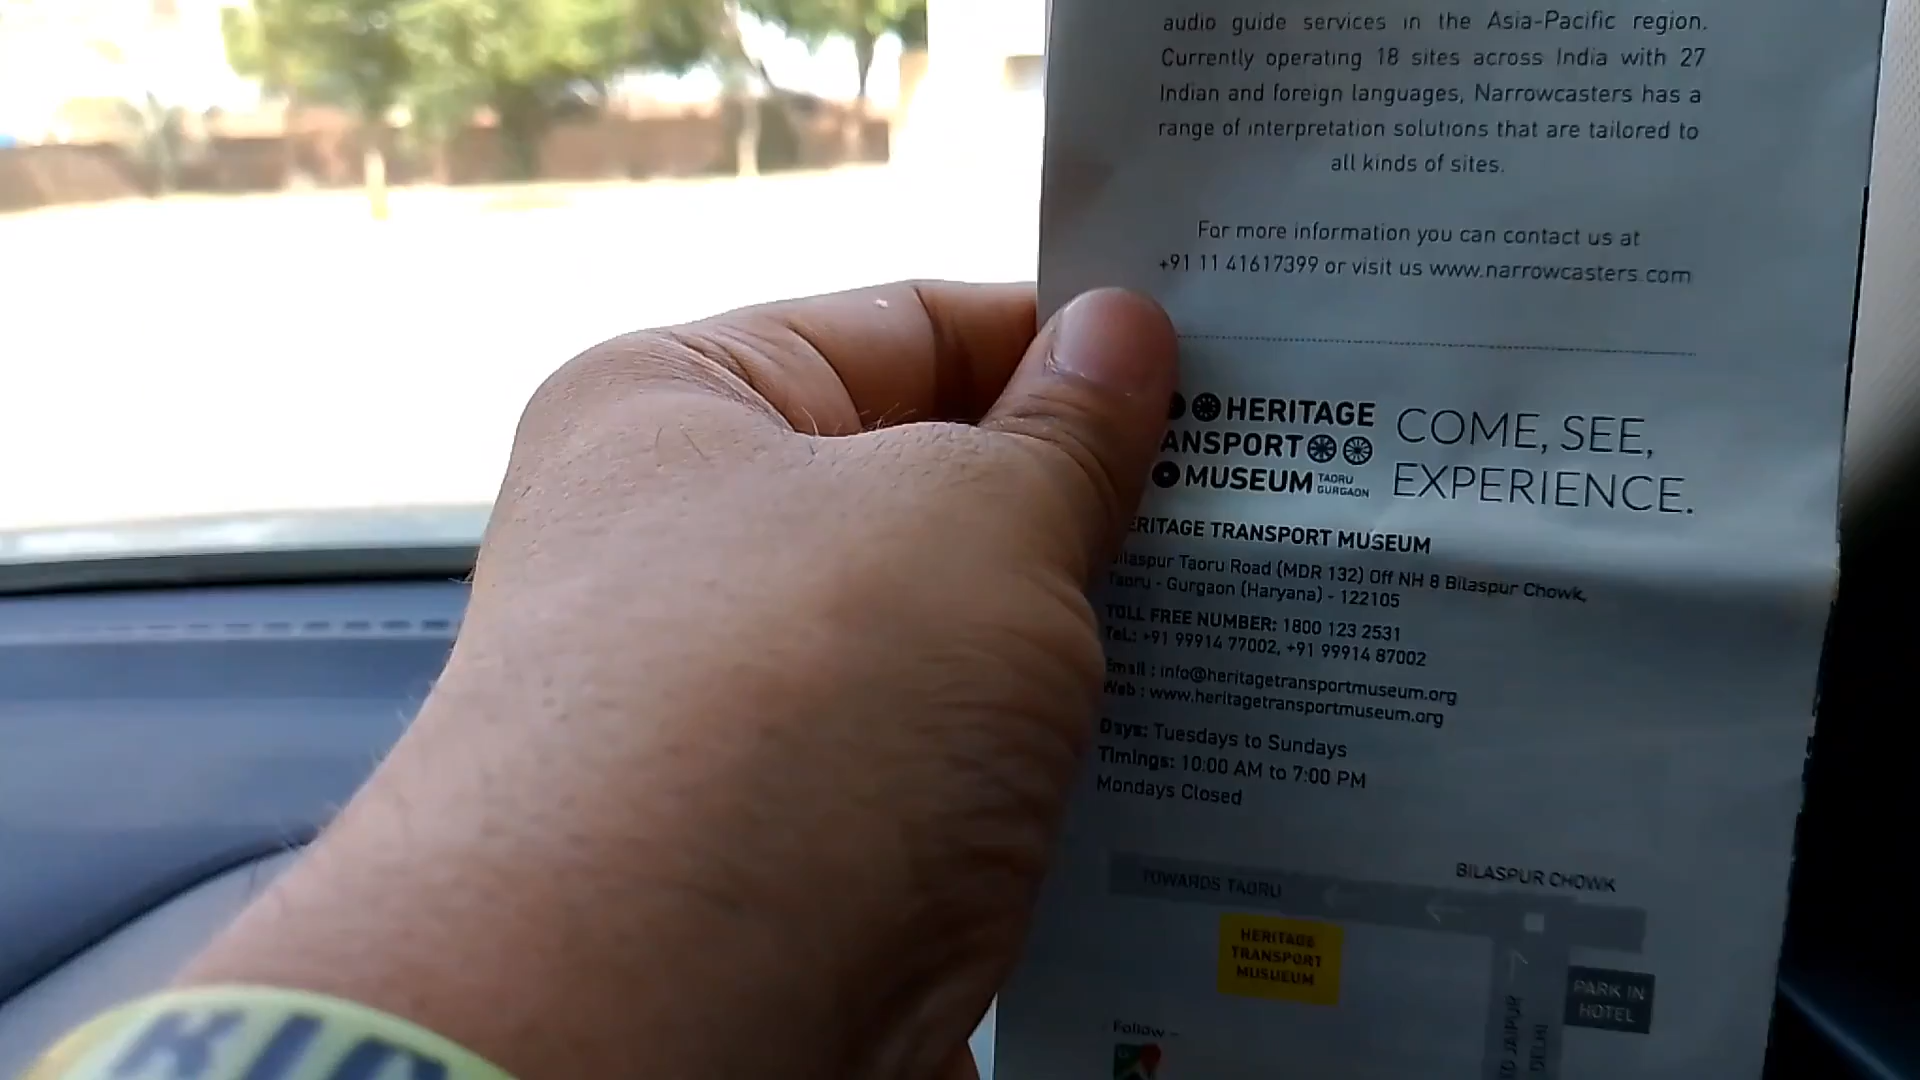 audio guide services in the Asia-Pacific region.
Currently operating 18 sites across India with 27
Indian and foreign languages, Narrowcasters has a
range of interpretation solutions that are tailored to
all kinds of sites.
For more information you can contact us at
+91 11 41617399 or visit us www.narrowcasters.com
HERITAGE
ANSPORT
MUSEUM TAORU GURGAON
COME, SEE,
EXPERIENCE.
ERITAGE TRANSPORT MUSEUM
ilaspur Taoru Road (MDR 132) Off NH 8 Bilaspur Chowk,
Taoru - Gurgaon (Haryana) - 122105
TOLL FREE NUMBER: 1800 123 2531
Tel.: +91 99914 77002, +91 99914 87002
Email : info@heritagetransportmuseum.org
Web : www.heritagetransportmuseum.org
Days: Tuesdays to Sundays
Timings: 10:00 AM to 7:00 PM
Mondays Closed
BILASPUR CHOWK
TOWARDS TAORU
HERITAGE
TRANSPORT
MUSUEUM
PARK IN
HOTEL
JAIPUR
DELHI
Follow